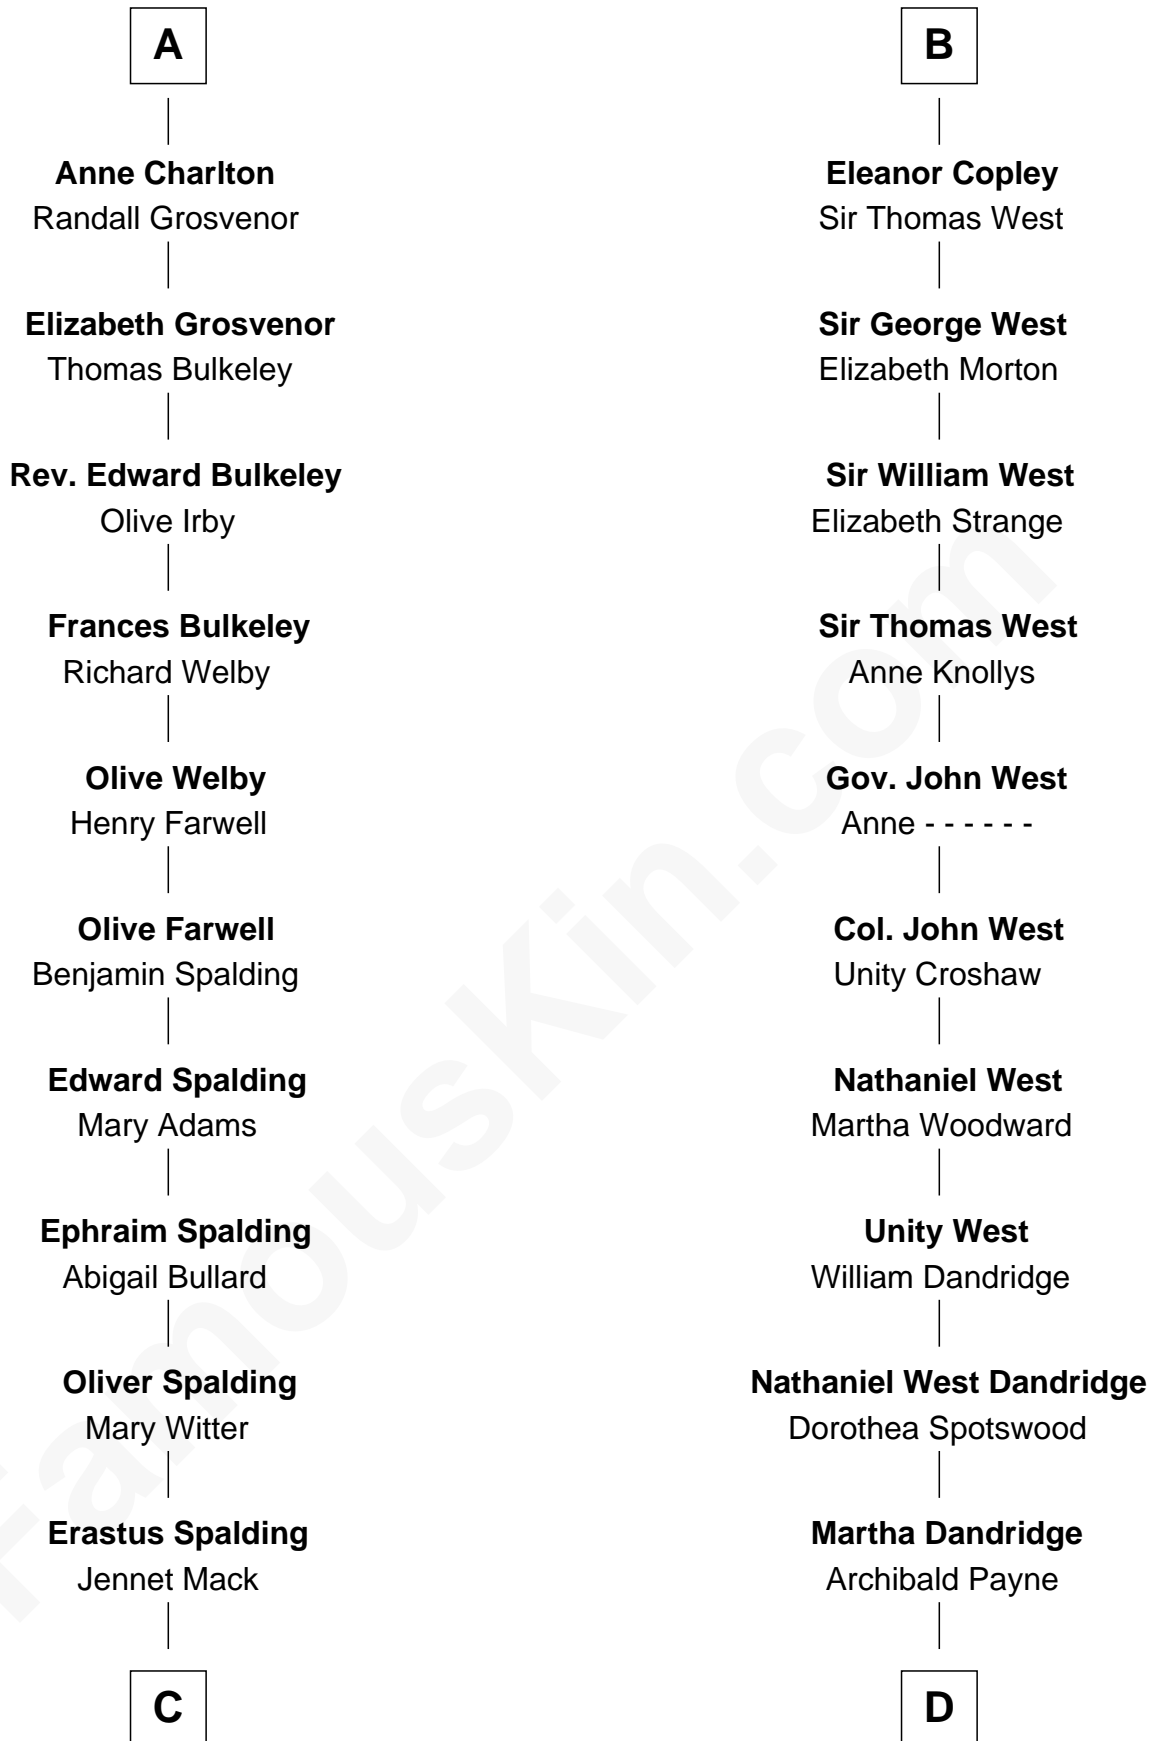 A
Anne Charlton
Randall Grosvenor
Elizabeth Grosvenor
Thomas Bulkeley
Rev. Edward Bulkeley
Olive Irby
Frances Bulkeley
Richard Welby
Olive Welby
Henry Farwell
Olive Farwell
Benjamin Spalding
Edward Spalding
Mary Adams
Ephraim Spalding
Abigail Bullard
Oliver Spalding
Mary Witter
Erastus Spalding
Jennet Mack
C
B
Eleanor Copley
Sir Thomas West
Sir George West
Elizabeth Morton
Sir William West
Elizabeth Strange
Sir Thomas West
Anne Knollys
Gov. John West
Anne - - - - - -
Col. John West
Unity Croshaw
Nathaniel West
Martha Woodward
Unity West
William Dandridge
Nathaniel West Dandridge
Dorothea Spotswood
Martha Dandridge
Archibald Payne
D
FamousKin.com